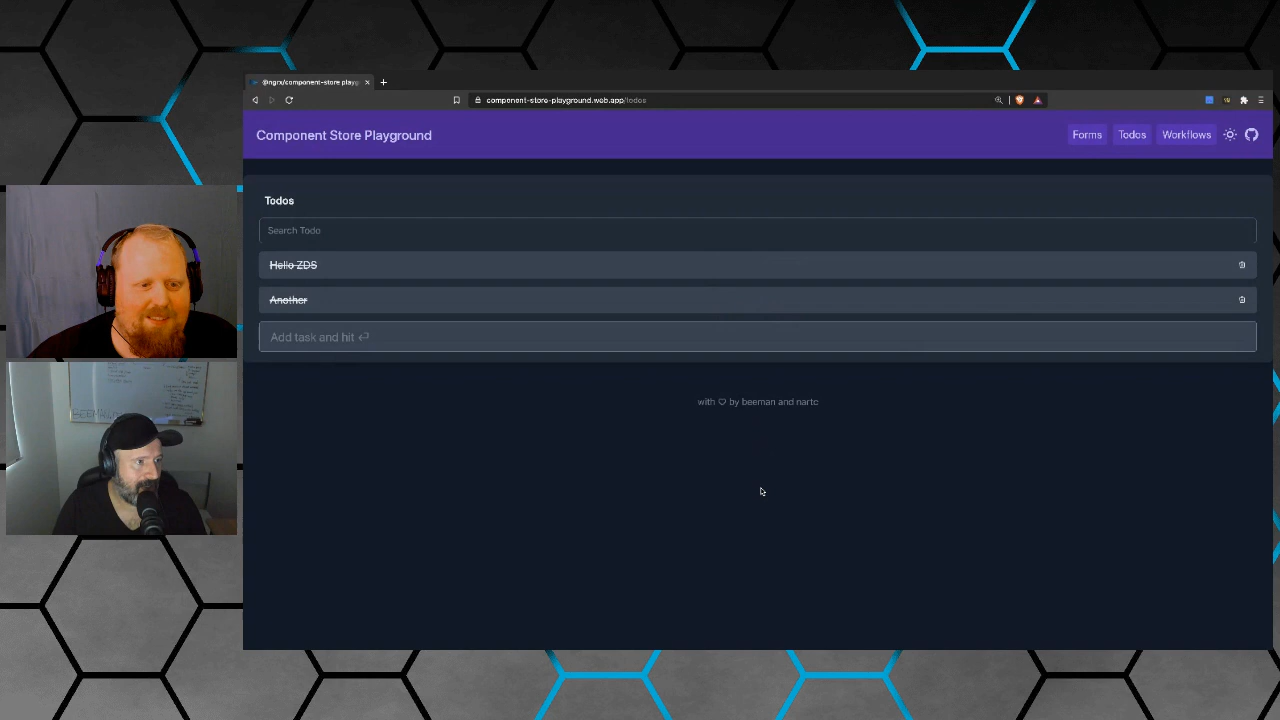 @ngrx/component-store playg
component-store-playground.web.app/todos
Component Store Playground
Forms
Todos
Workflows
Todos
Search Todo
Hello ZDS
Another
Add task and hit ⏎
with ♡ by beeman and nartc